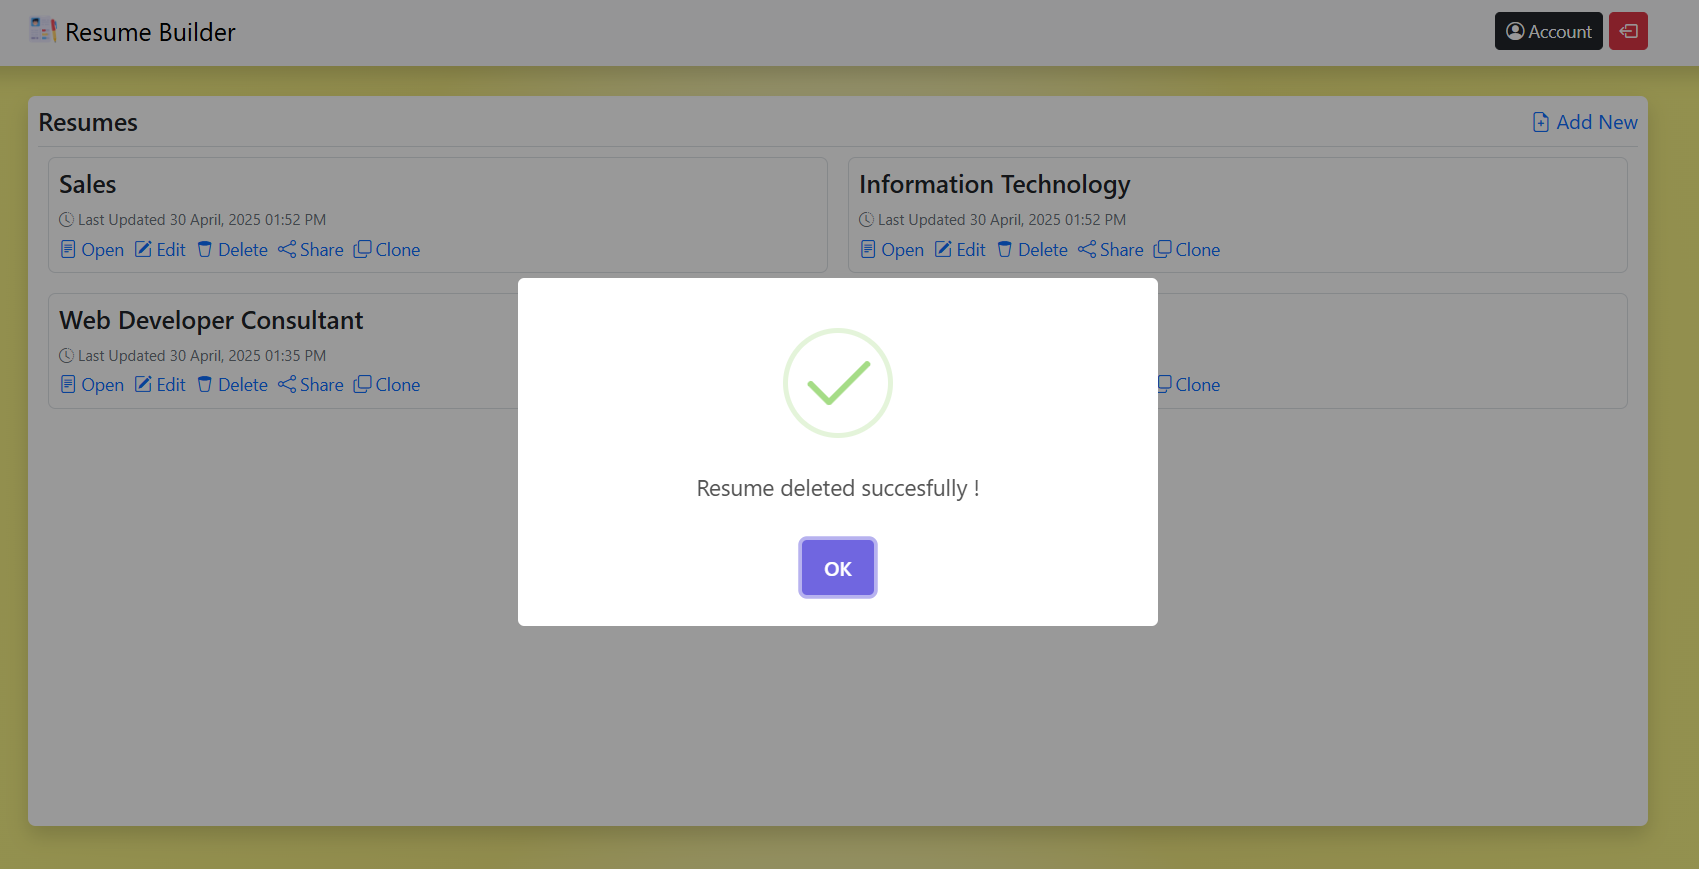 Resume Builder
Account
Resumes
Add New
Sales
Last Updated 30 April, 2025 01:52 PM
Open Edit Delete Share Clone
Information Technology
Last Updated 30 April, 2025 01:52 PM
Open Edit Delete Share Clone
Web Developer Consultant
Last Updated 30 April, 2025 01:35 PM
Open Edit Delete Share Clone
Clone
Resume deleted succesfully !
OK